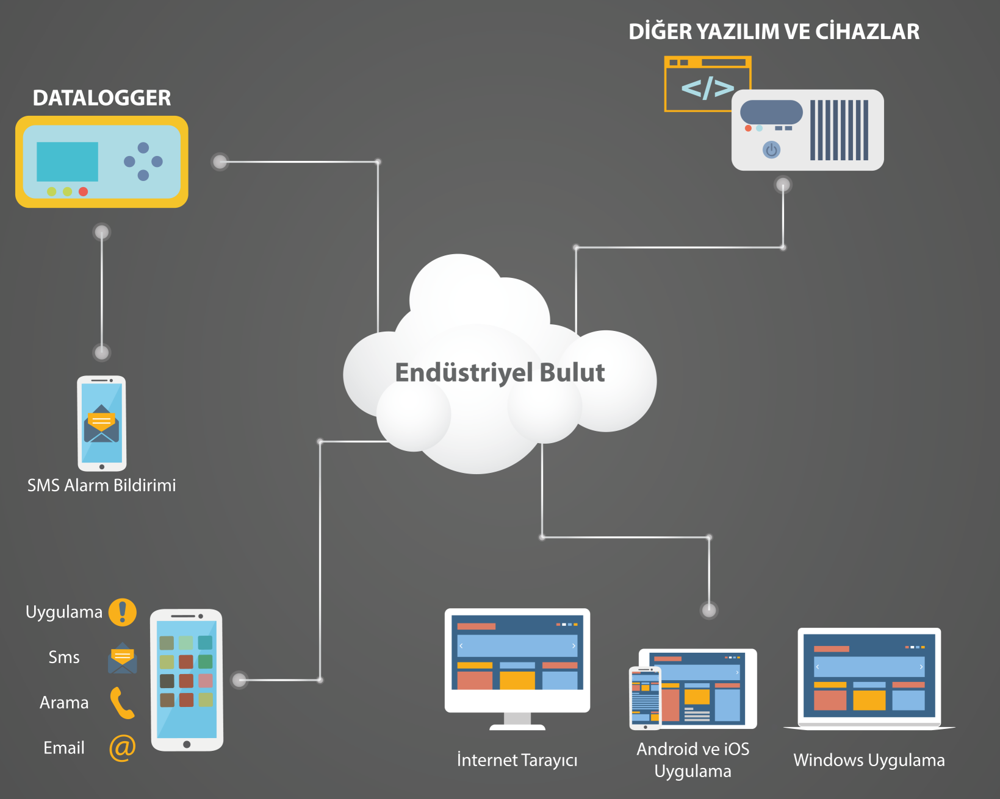 DİĞER YAZILIM VE CİHAZLAR
</>
DATALOGGER
Endüstriyel Bulut
SMS Alarm Bildirimi
Uygulama
Sms
Arama
Email
@
İnternet Tarayıcı
Android ve iOS
Uygulama
Windows Uygulama